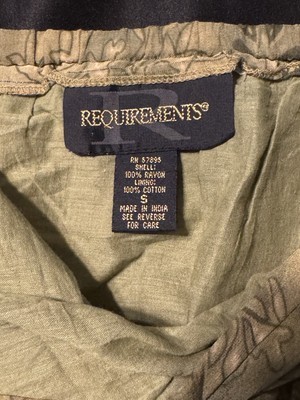 R
REQUIREMENTS®
RN 57895
SHELL:
100% RAYON
LINING:
100% COTTON
S
MADE IN INDIA
SEE REVERSE
FOR CARE